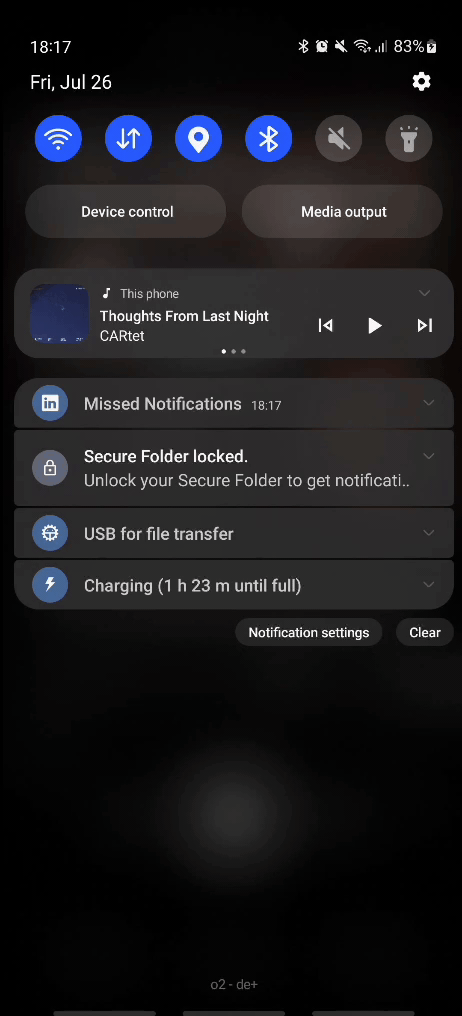 18:17
83%
Fri, Jul 26
Device control
Media output
This phone
Thoughts From Last Night
CARtet
in
Missed Notifications 18:17
Secure Folder locked.
Unlock your Secure Folder to get notificati..
USB for file transfer
Charging (1 h 23 m until full)
Notification settings
Clear
o2 - de+